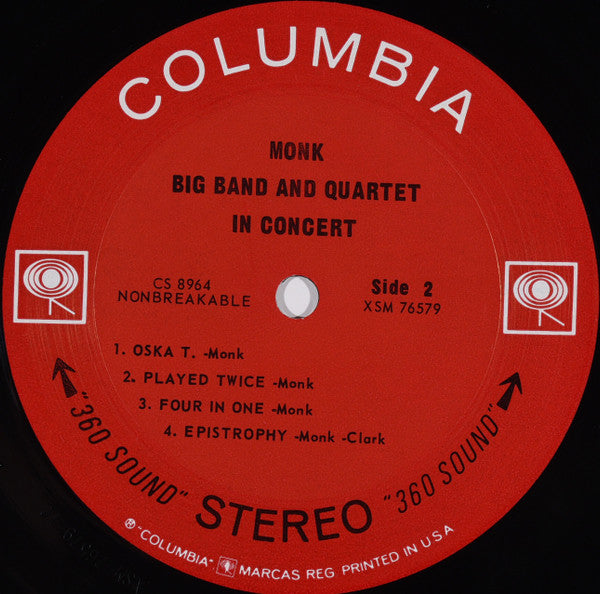 COLUMBIA
MONK
BIG BAND AND QUARTET
IN CONCERT
CS 8964
NONBREAKABLE
Side 2
XSM 76579
1. OSKA T. -Monk
2. PLAYED TWICE -Monk
3. FOUR IN ONE -Monk
4. EPISTROPHY -Monk -Clark
"360 SOUND" STEREO "360 SOUND"
® "COLUMBIA", MARCAS REG. PRINTED IN U S A